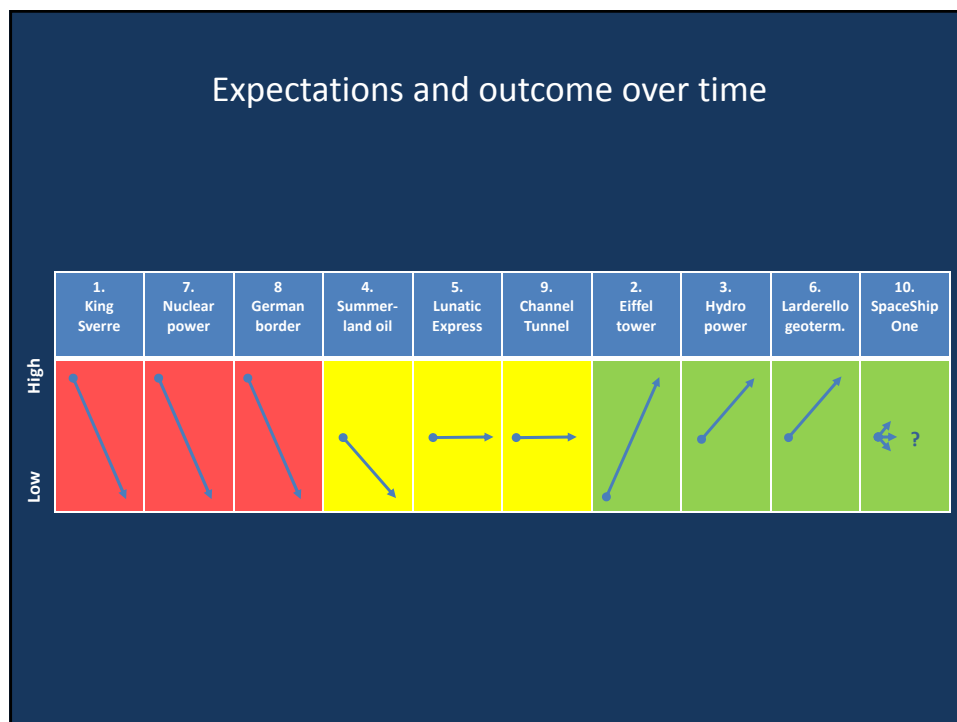 Expectations and outcome over time
1.
King
Sverre
7.
Nuclear
power
8
German
border
4.
Summer-
land oil
5.
Lunatic
Express
9.
Channel
Tunnel
2.
Eiffel
tower
3.
Hydro
power
6.
Larderello
geoterm.
10.
SpaceShip
One
High
Low
?